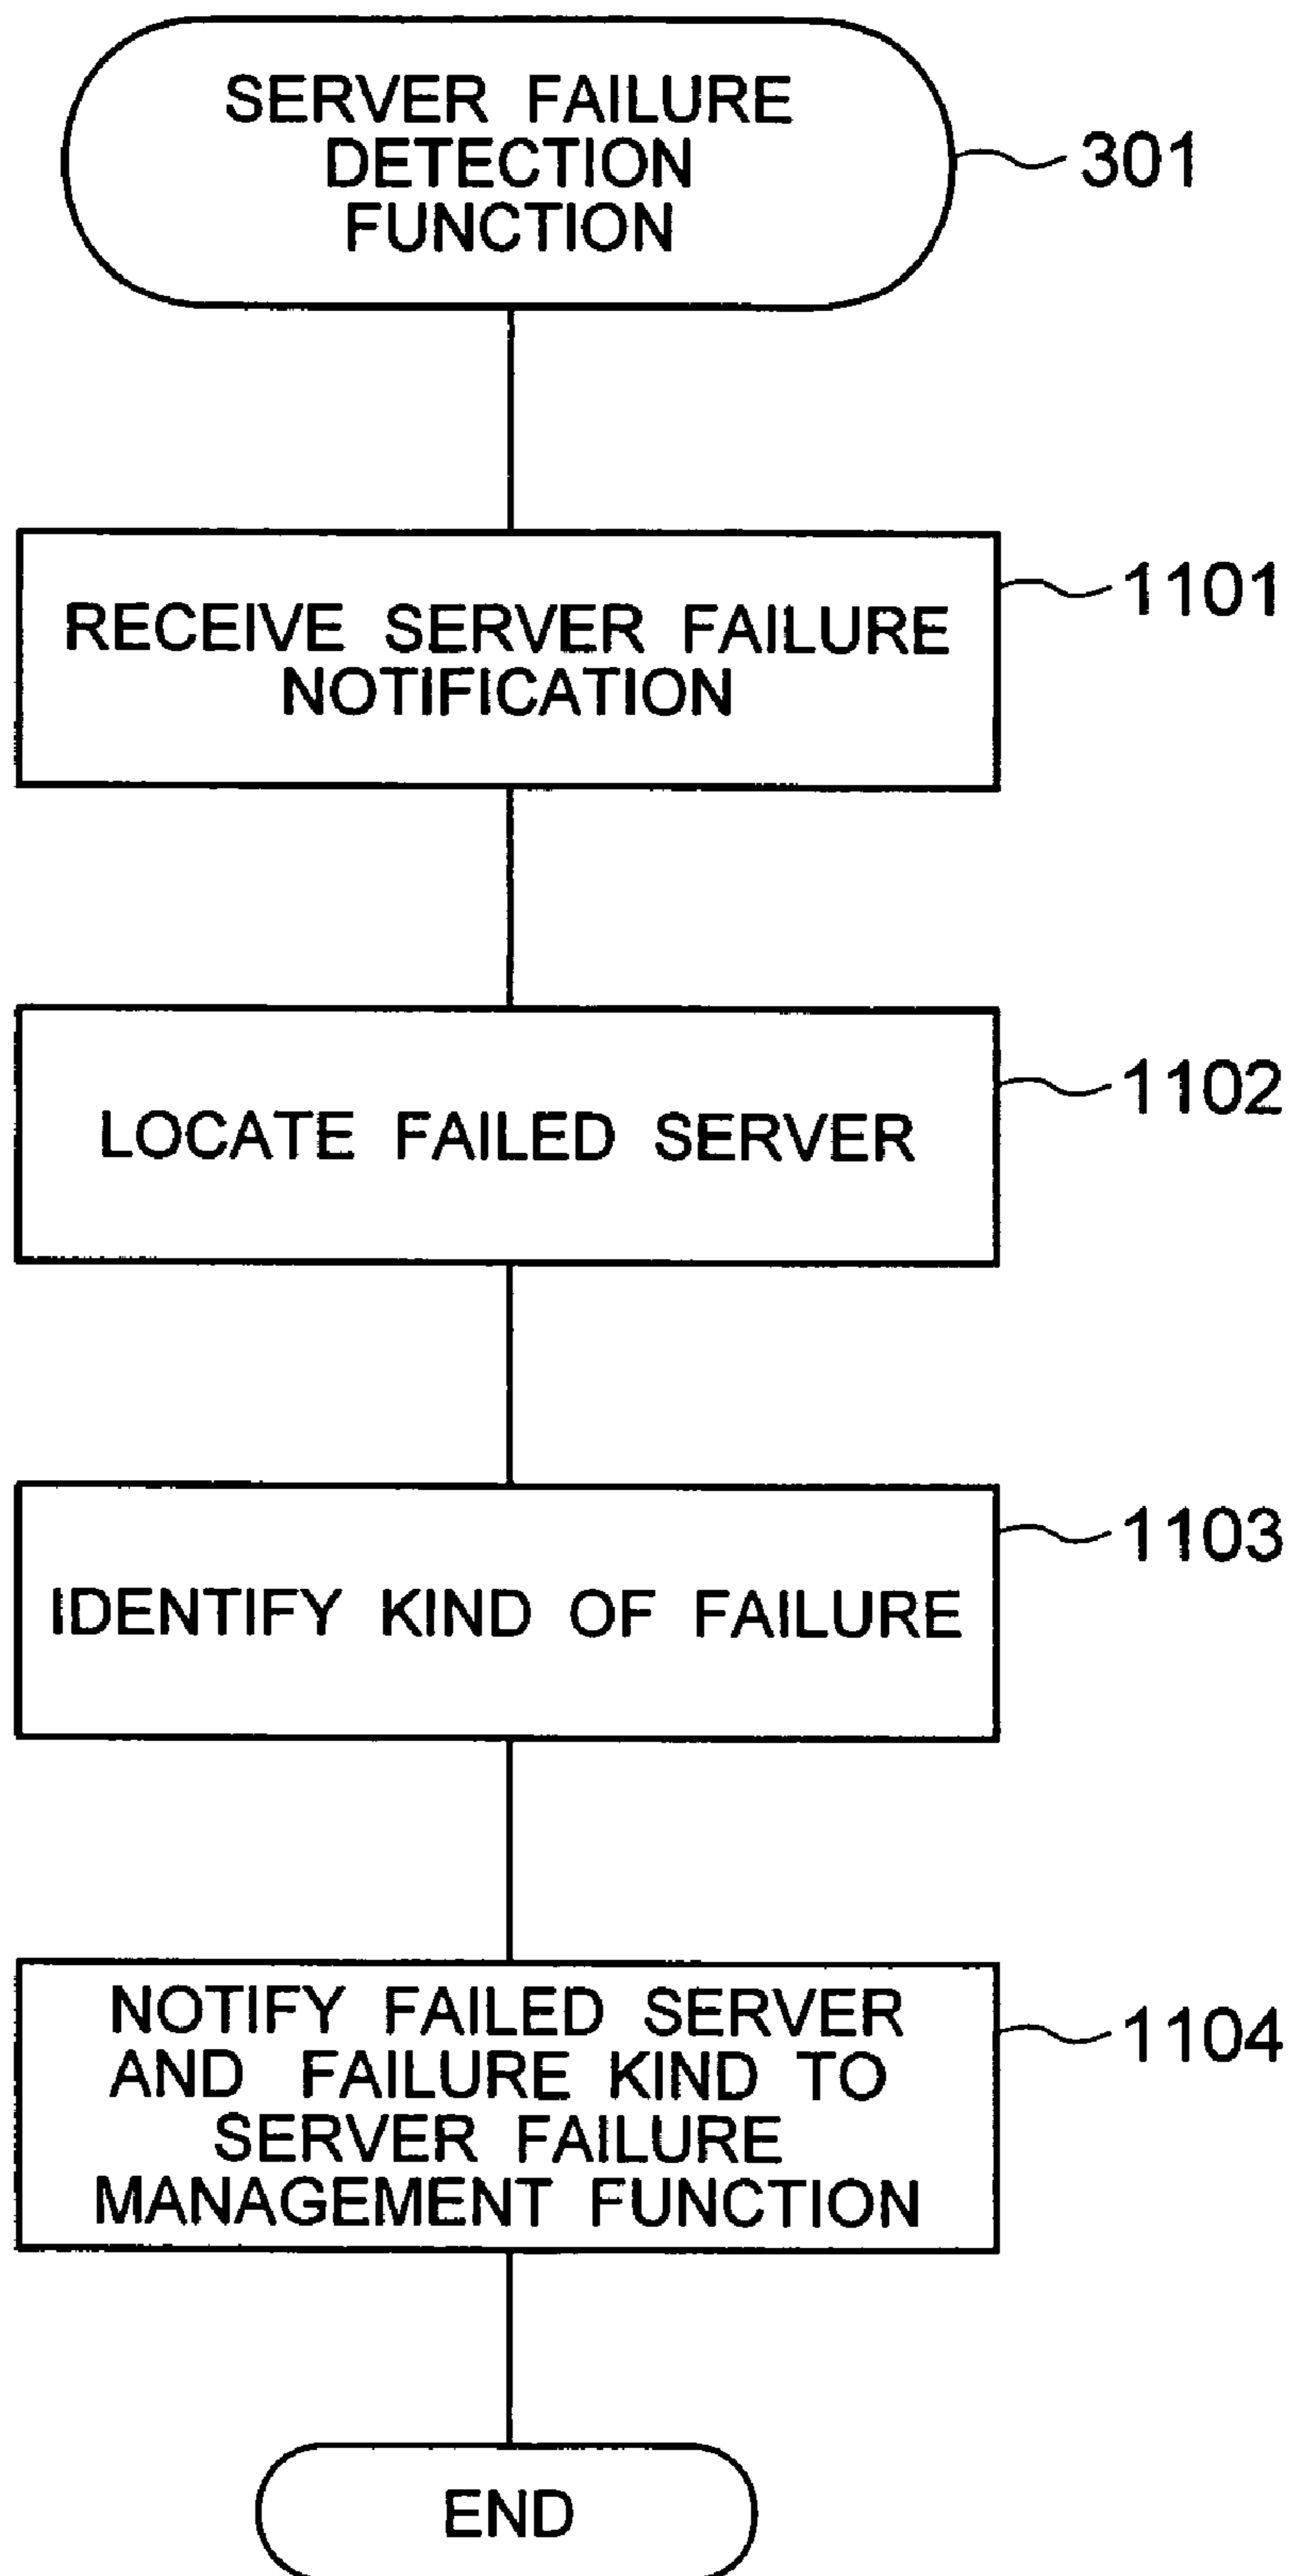 SERVER FAILURE
DETECTION
FUNCTION
301
RECEIVE SERVER FAILURE
NOTIFICATION
1101
LOCATE FAILED SERVER
1102
IDENTIFY KIND OF FAILURE
1103
NOTIFY FAILED SERVER
AND FAILURE KIND TO
SERVER FAILURE
MANAGEMENT FUNCTION
1104
END